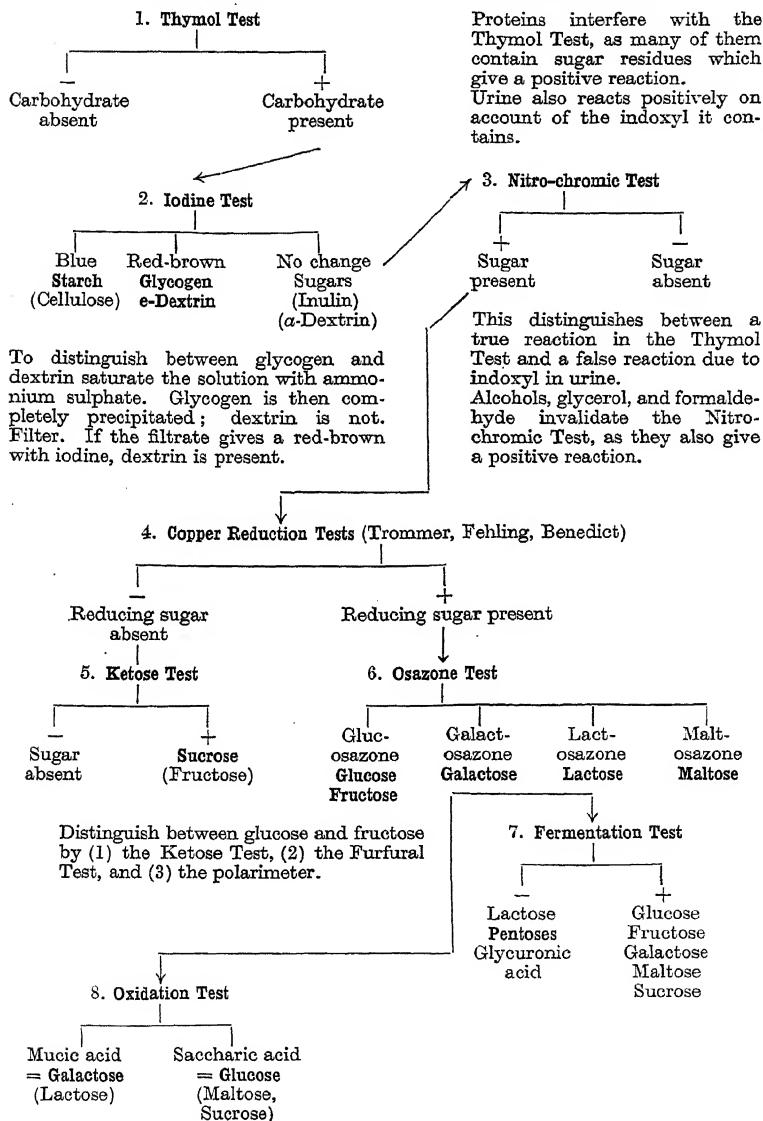 1. Thymol Test
−
+
Carbohydrate
absent
Carbohydrate
present
Proteins interfere with the
Thymol Test, as many of them
contain sugar residues which
give a positive reaction.
Urine also reacts positively on
account of the indoxyl it con-
tains.
2. Iodine Test
Blue
Starch
(Cellulose)
Red-brown
Glycogen
e-Dextrin
No change
Sugars
(Inulin)
(α-Dextrin)
3. Nitro-chromic Test
+
Sugar
present
−
Sugar
absent
To distinguish between glycogen and
dextrin saturate the solution with ammo-
nium sulphate. Glycogen is then com-
pletely precipitated; dextrin is not.
Filter. If the filtrate gives a red-brown
with iodine, dextrin is present.
This distinguishes between a
true reaction in the Thymol
Test and a false reaction due to
indoxyl in urine.
Alcohols, glycerol, and formalde-
hyde invalidate the Nitro-
chromic Test, as they also give
a positive reaction.
4. Copper Reduction Tests (Trommer, Fehling, Benedict)
−
Reducing sugar
absent
+
Reducing sugar present
5. Ketose Test
−
Sugar
absent
+
Sucrose
(Fructose)
6. Osazone Test
Gluc-
osazone
Glucose
Fructose
Galact-
osazone
Galactose
Lact-
osazone
Lactose
Malt-
osazone
Maltose
Distinguish between glucose and fructose
by (1) the Ketose Test, (2) the Furfural
Test, and (3) the polarimeter.
7. Fermentation Test
−
Lactose
Pentoses
Glycuronic
acid
+
Glucose
Fructose
Galactose
Maltose
Sucrose
8. Oxidation Test
Mucic acid
= Galactose
(Lactose)
Saccharic acid
= Glucose
(Maltose,
Sucrose)